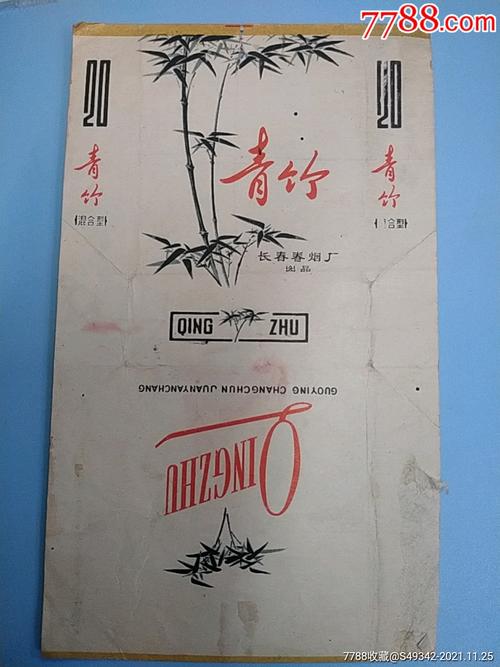 7788.com
20
青竹
(混合型)
青竹
长春卷烟厂
出品
20
青竹
合型)
QING ZHU
GUOYING CHANGCHUN JUANYANCHANG
QINGZHU
7788收藏@S49342-2021.11.25